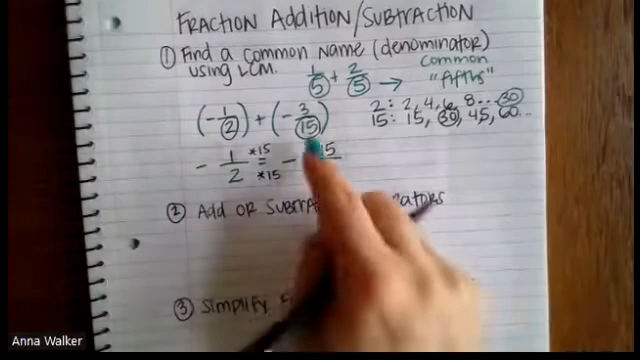 FRACTION ADDITION/SUBTRACTION
① Find a common Name (denominator)
using LCM.
1/5 + 2/5 → common "fifths"
(-1/2) + (-3/15)
2: 2, 4, 6, 8... 30
15: 15, 30, 45, 60...
- 1/2 *15 = *15 - 15
② Add OR
③ Simplify
Anna Walker